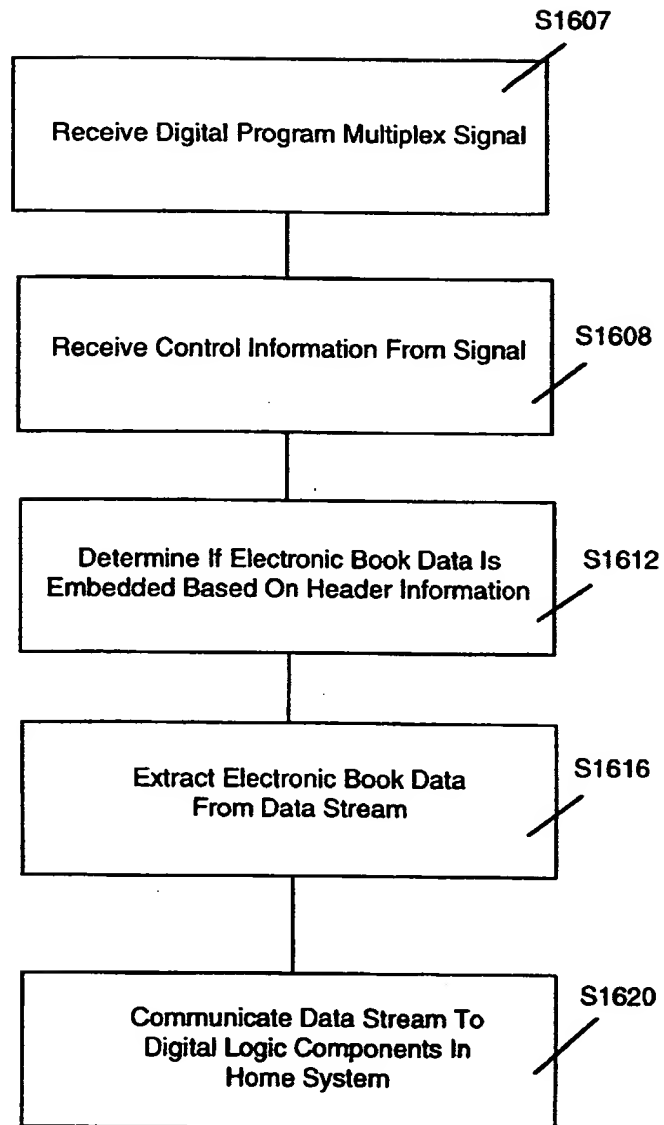 S1607
Receive Digital Program Multiplex Signal
Receive Control Information From Signal
S1608
Determine If Electronic Book Data Is
Embedded Based On Header Information
S1612
Extract Electronic Book Data
From Data Stream
S1616
Communicate Data Stream To
Digital Logic Components In
Home System
S1620